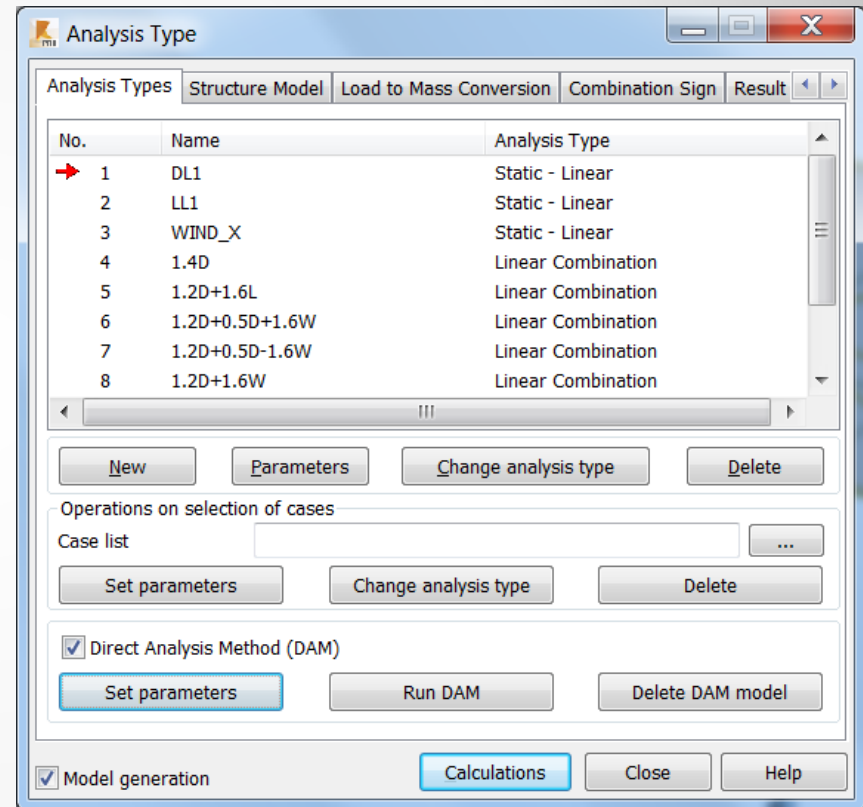 Analysis Type
Analysis Types Structure Model Load to Mass Conversion Combination Sign Result
No. Name Analysis Type
1 DL1 Static - Linear
2 LL1 Static - Linear
3 WIND_X Static - Linear
4 1.4D Linear Combination
5 1.2D+1.6L Linear Combination
6 1.2D+0.5D+1.6W Linear Combination
7 1.2D+0.5D-1.6W Linear Combination
8 1.2D+1.6W Linear Combination
New Parameters Change analysis type Delete
Operations on selection of cases
Case list ...
Set parameters Change analysis type Delete
Direct Analysis Method (DAM)
Set parameters Run DAM Delete DAM model
Model generation Calculations Close Help